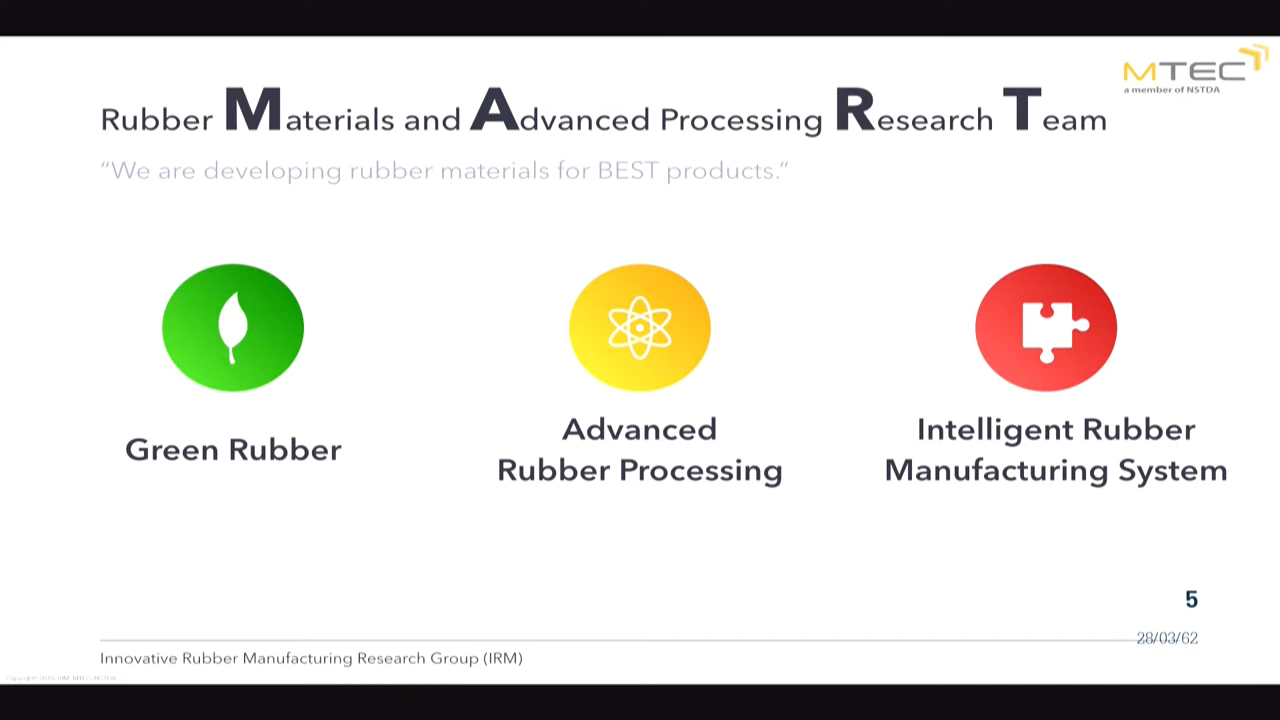 MTEC
a member of NSTDA
Rubber Materials and Advanced Processing Research Team
“We are developing rubber materials for BEST products.”
Green Rubber
Advanced
Rubber Processing
Intelligent Rubber
Manufacturing System
5
28/03/62
Innovative Rubber Manufacturing Research Group (IRM)